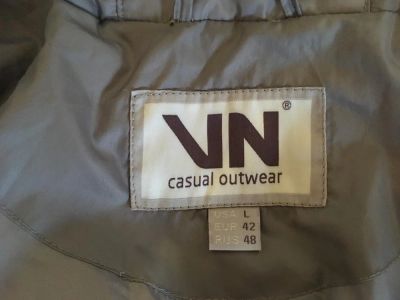 VN®
casual outwear
USA L
EUR 42
RUS 48